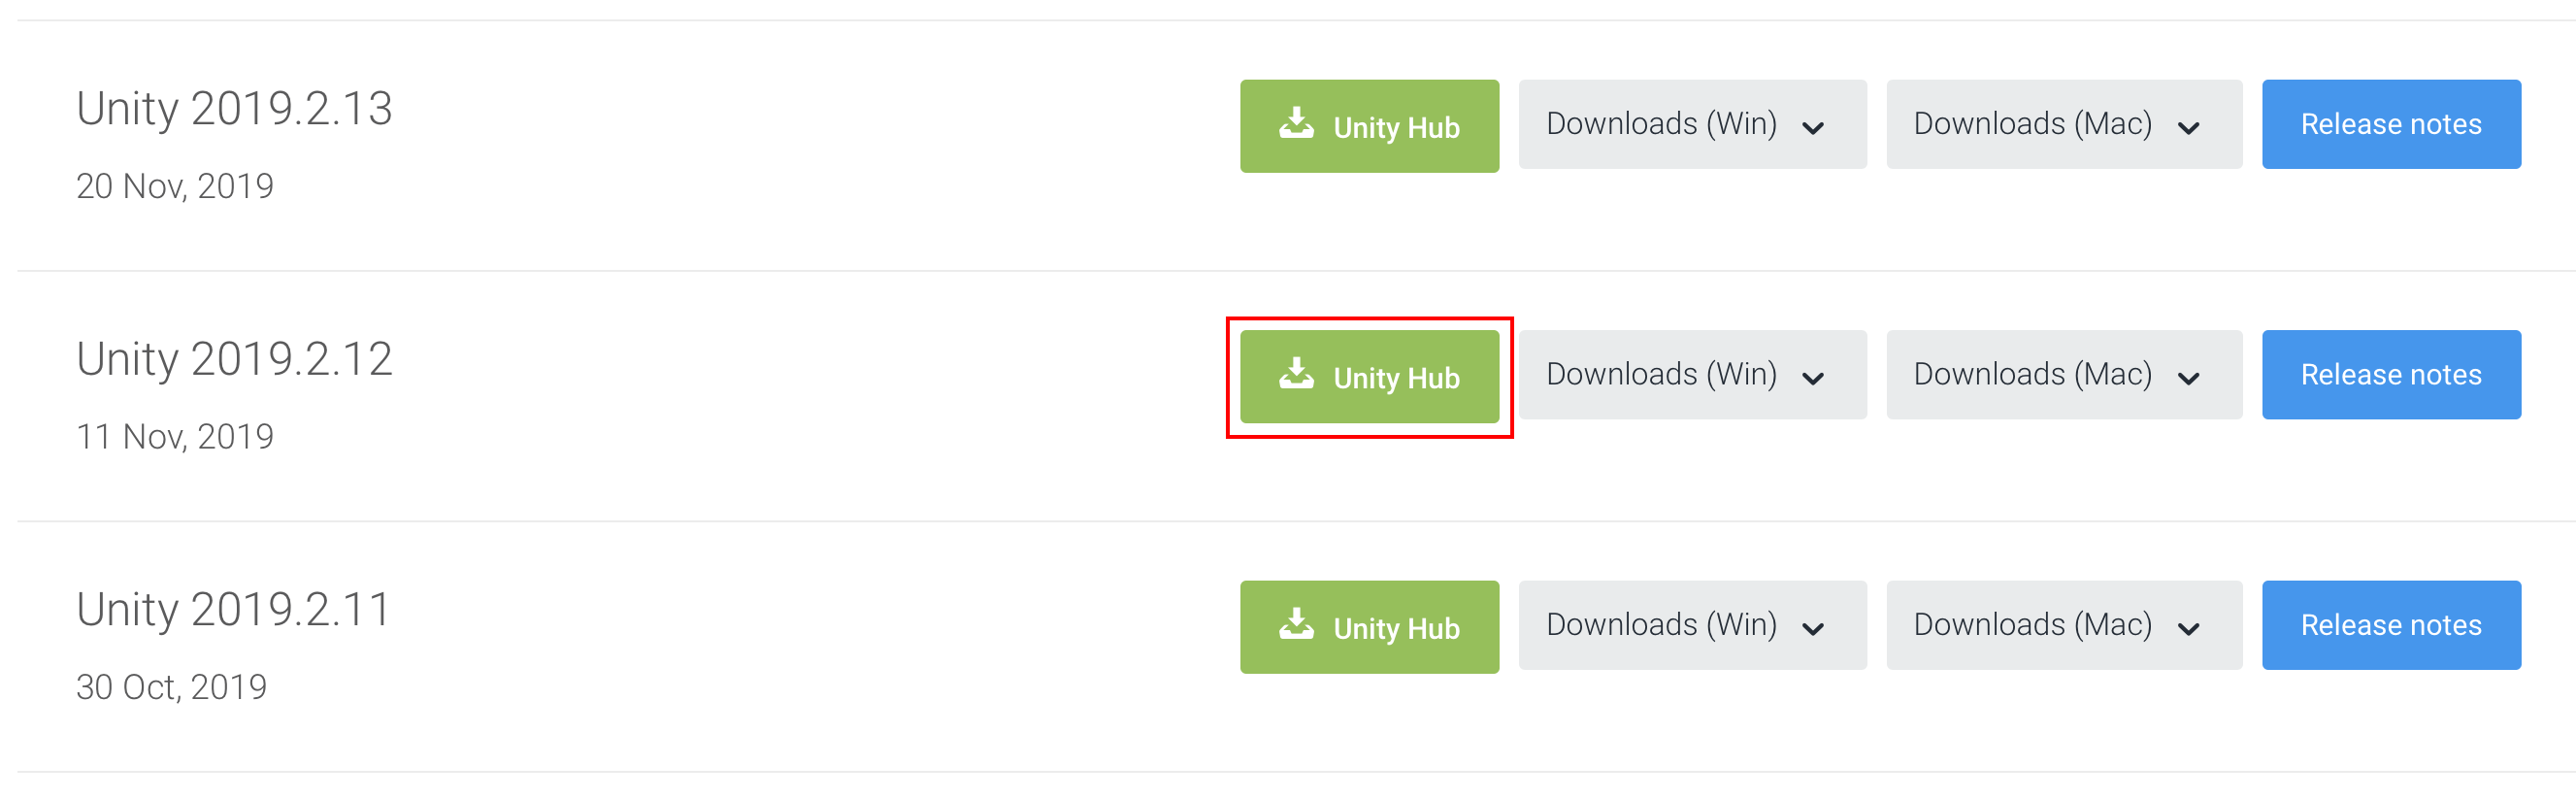 Unity 2019.2.13
Unity Hub
Downloads (Win)
Downloads (Mac)
Release notes
20 Nov, 2019
Unity 2019.2.12
Unity Hub
Downloads (Win)
Downloads (Mac)
Release notes
11 Nov, 2019
Unity 2019.2.11
Unity Hub
Downloads (Win)
Downloads (Mac)
Release notes
30 Oct, 2019